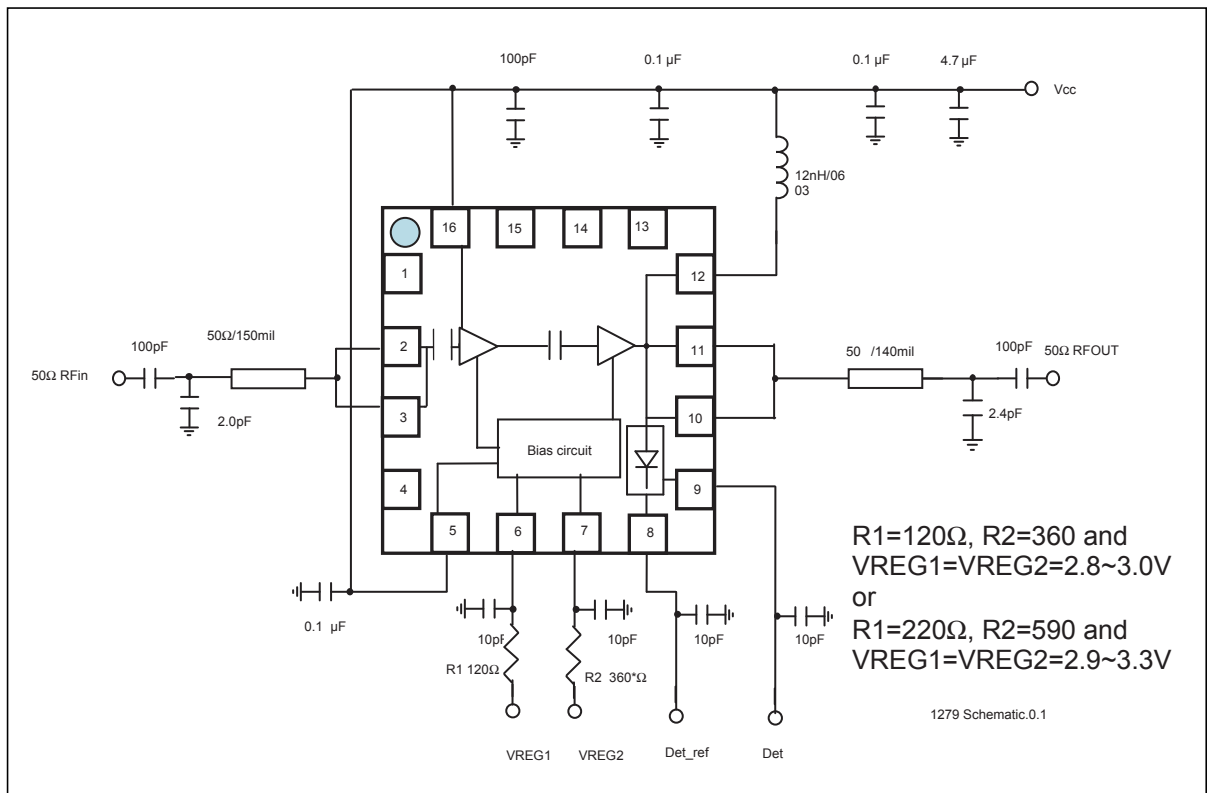 100pF
0.1 µF
0.1 µF
4.7 µF
Vcc
12nH/06
03
16
15
14
13
1
12
50Ω/150mil
2
11
50 /140mil
100pF
100pF
50Ω RFOUT
50Ω RFin
2.0pF
3
10
2.4pF
Bias circuit
4
9
5
6
7
8
R1=120Ω, R2=360 and
VREG1=VREG2=2.8~3.0V
or
R1=220Ω, R2=590 and
VREG1=VREG2=2.9~3.3V
0.1 µF
10pF
10pF
10pF
10pF
R1 120Ω
R2 360*Ω
1279 Schematic.0.1
VREG1
VREG2
Det_ref
Det